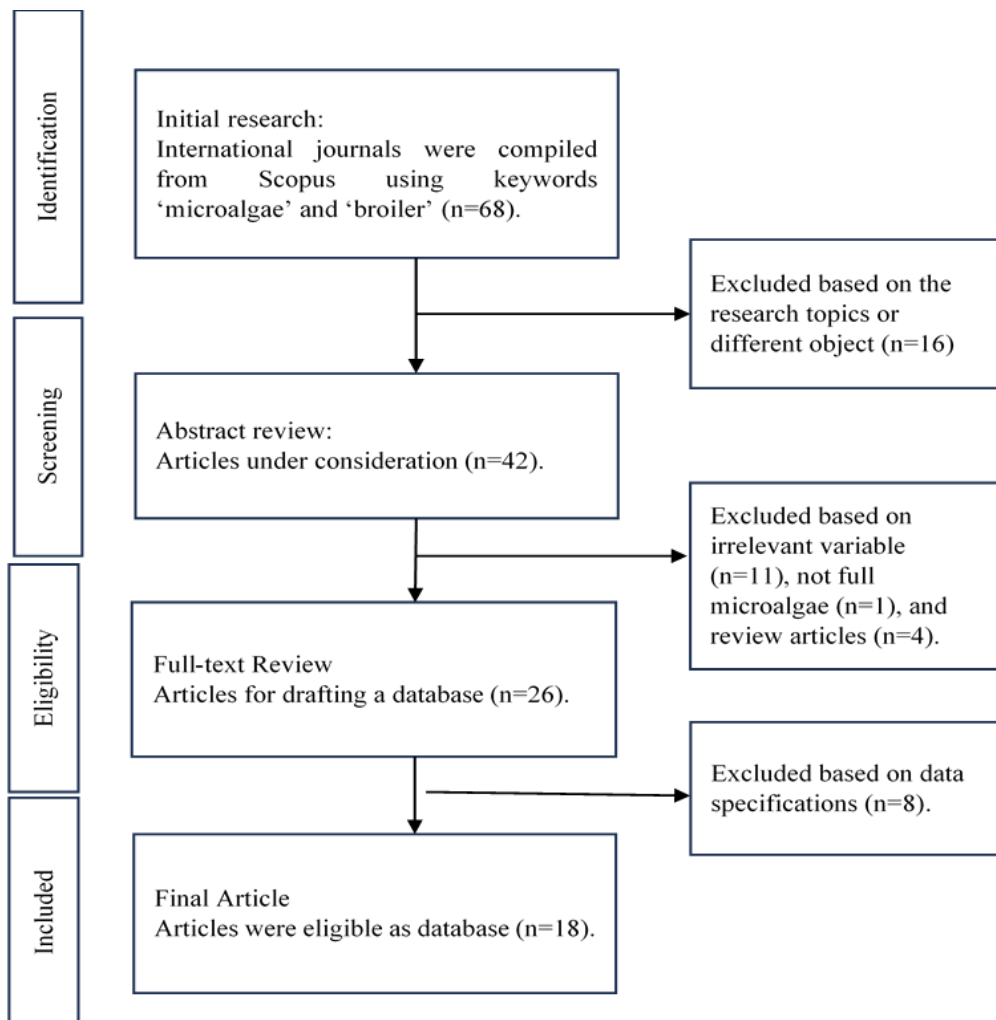 Identification
Initial research:
International journals were compiled
from Scopus using keywords
‘microalgae’ and ‘broiler’ (n=68).
Excluded based on the
research topics or
different object (n=16)
Screening
Abstract review:
Articles under consideration (n=42).
Excluded based on
irrelevant variable
(n=11), not full
microalgae (n=1), and
review articles (n=4).
Eligibility
Full-text Review
Articles for drafting a database (n=26).
Excluded based on data
specifications (n=8).
Included
Final Article
Articles were eligible as database (n=18).